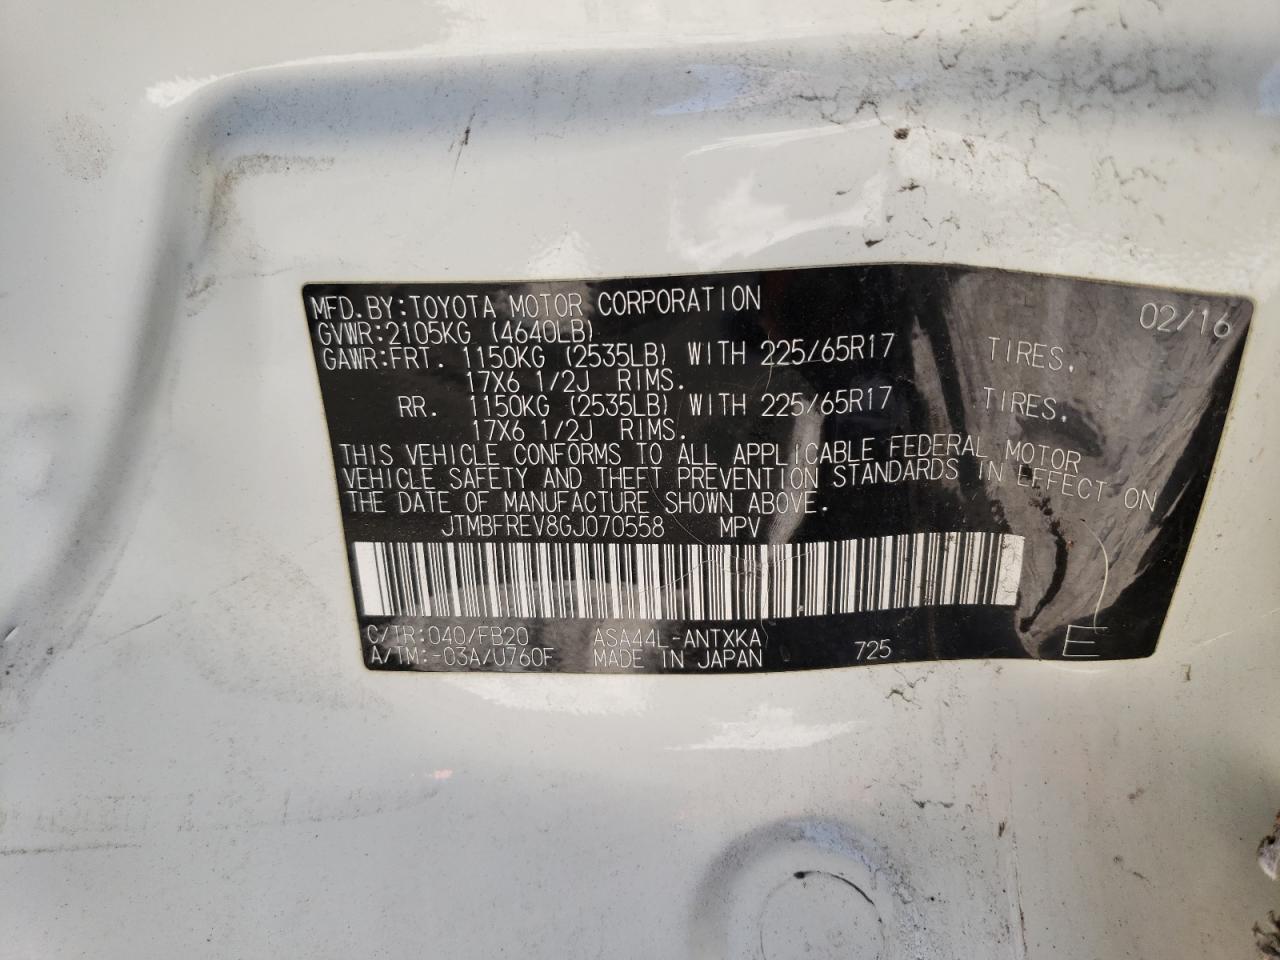 MFD.BY:TOYOTA MOTOR CORPORATION 02/16
GVWR:2105KG (4640LB)
GAWR:FRT. 1150KG (2535LB) WITH 225/65R17 TIRES,
17X6 1/2J RIMS.
RR. 1150KG (2535LB) WITH 225/65R17 TIRES,
17X6 1/2J RIMS.
THIS VEHICLE CONFORMS TO ALL APPLICABLE FEDERAL MOTOR
VEHICLE SAFETY AND THEFT PREVENTION STANDARDS IN EFFECT ON
THE DATE OF MANUFACTURE SHOWN ABOVE.
JTMBFREV8GJ070558 MPV
C/TR:040/FB20 ASA44L-ANTXKA
A/TM:-03A/U760F MADE IN JAPAN 725 E